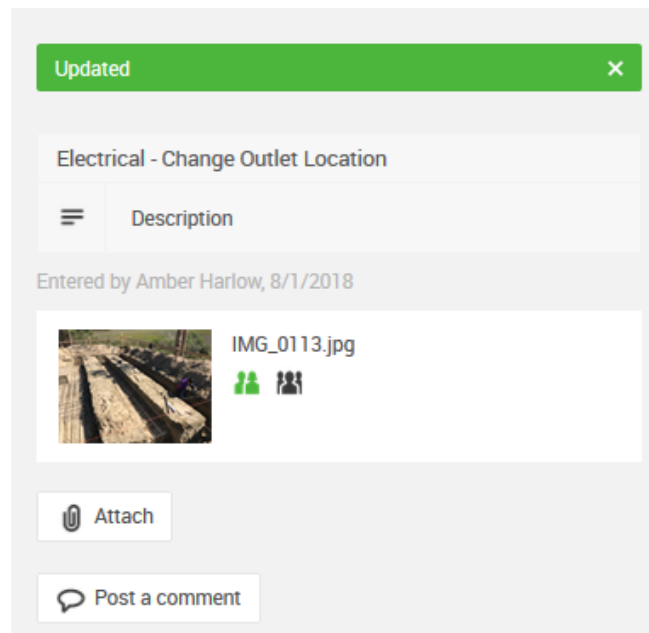 Updated
Electrical - Change Outlet Location
Description
Entered by Amber Harlow, 8/1/2018
IMG_0113.jpg
Attach
Post a comment